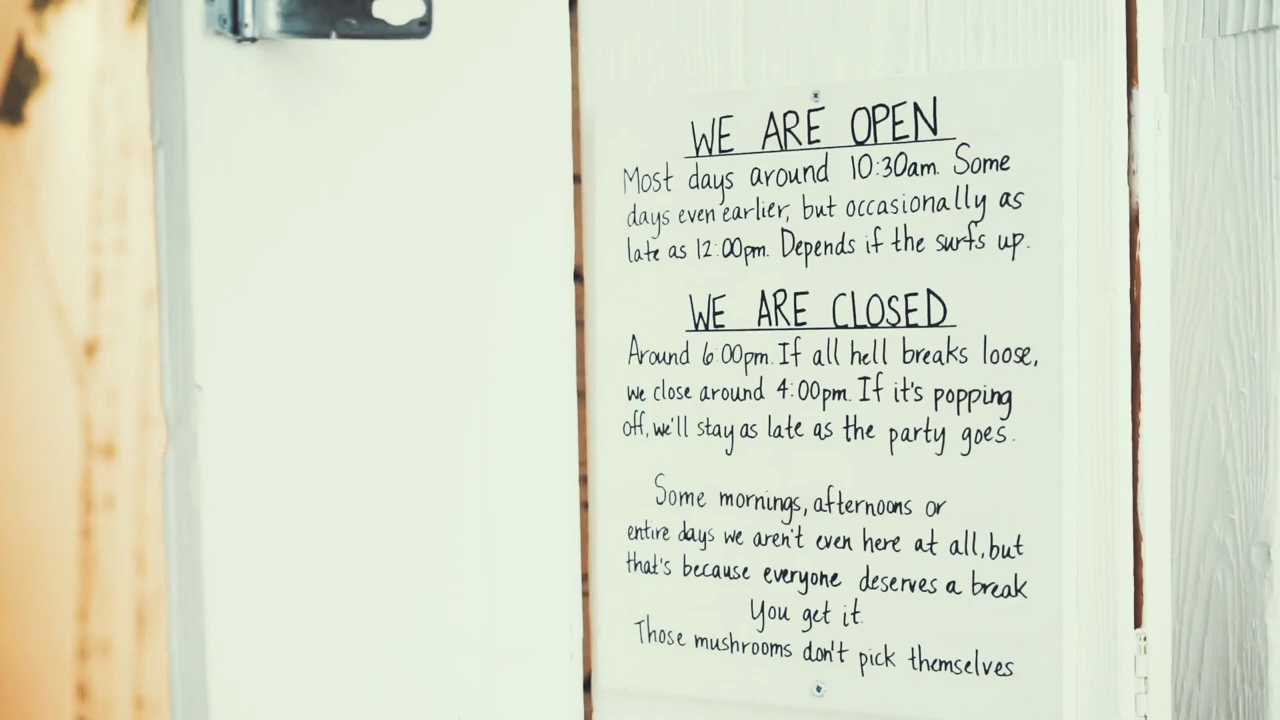 WE ARE OPEN
Most days around 10:30am. Some
days even earlier, but occasionally as
late as 12:00pm. Depends if the surfs up.
WE ARE CLOSED
Around 6:00pm. If all hell breaks loose,
we close around 4:00pm. If it's popping
off, we'll stay as late as the party goes.
Some mornings, afternoons or
entire days we aren't even here at all, but
that's because everyone deserves a break
You get it.
Those mushrooms don't pick themselves